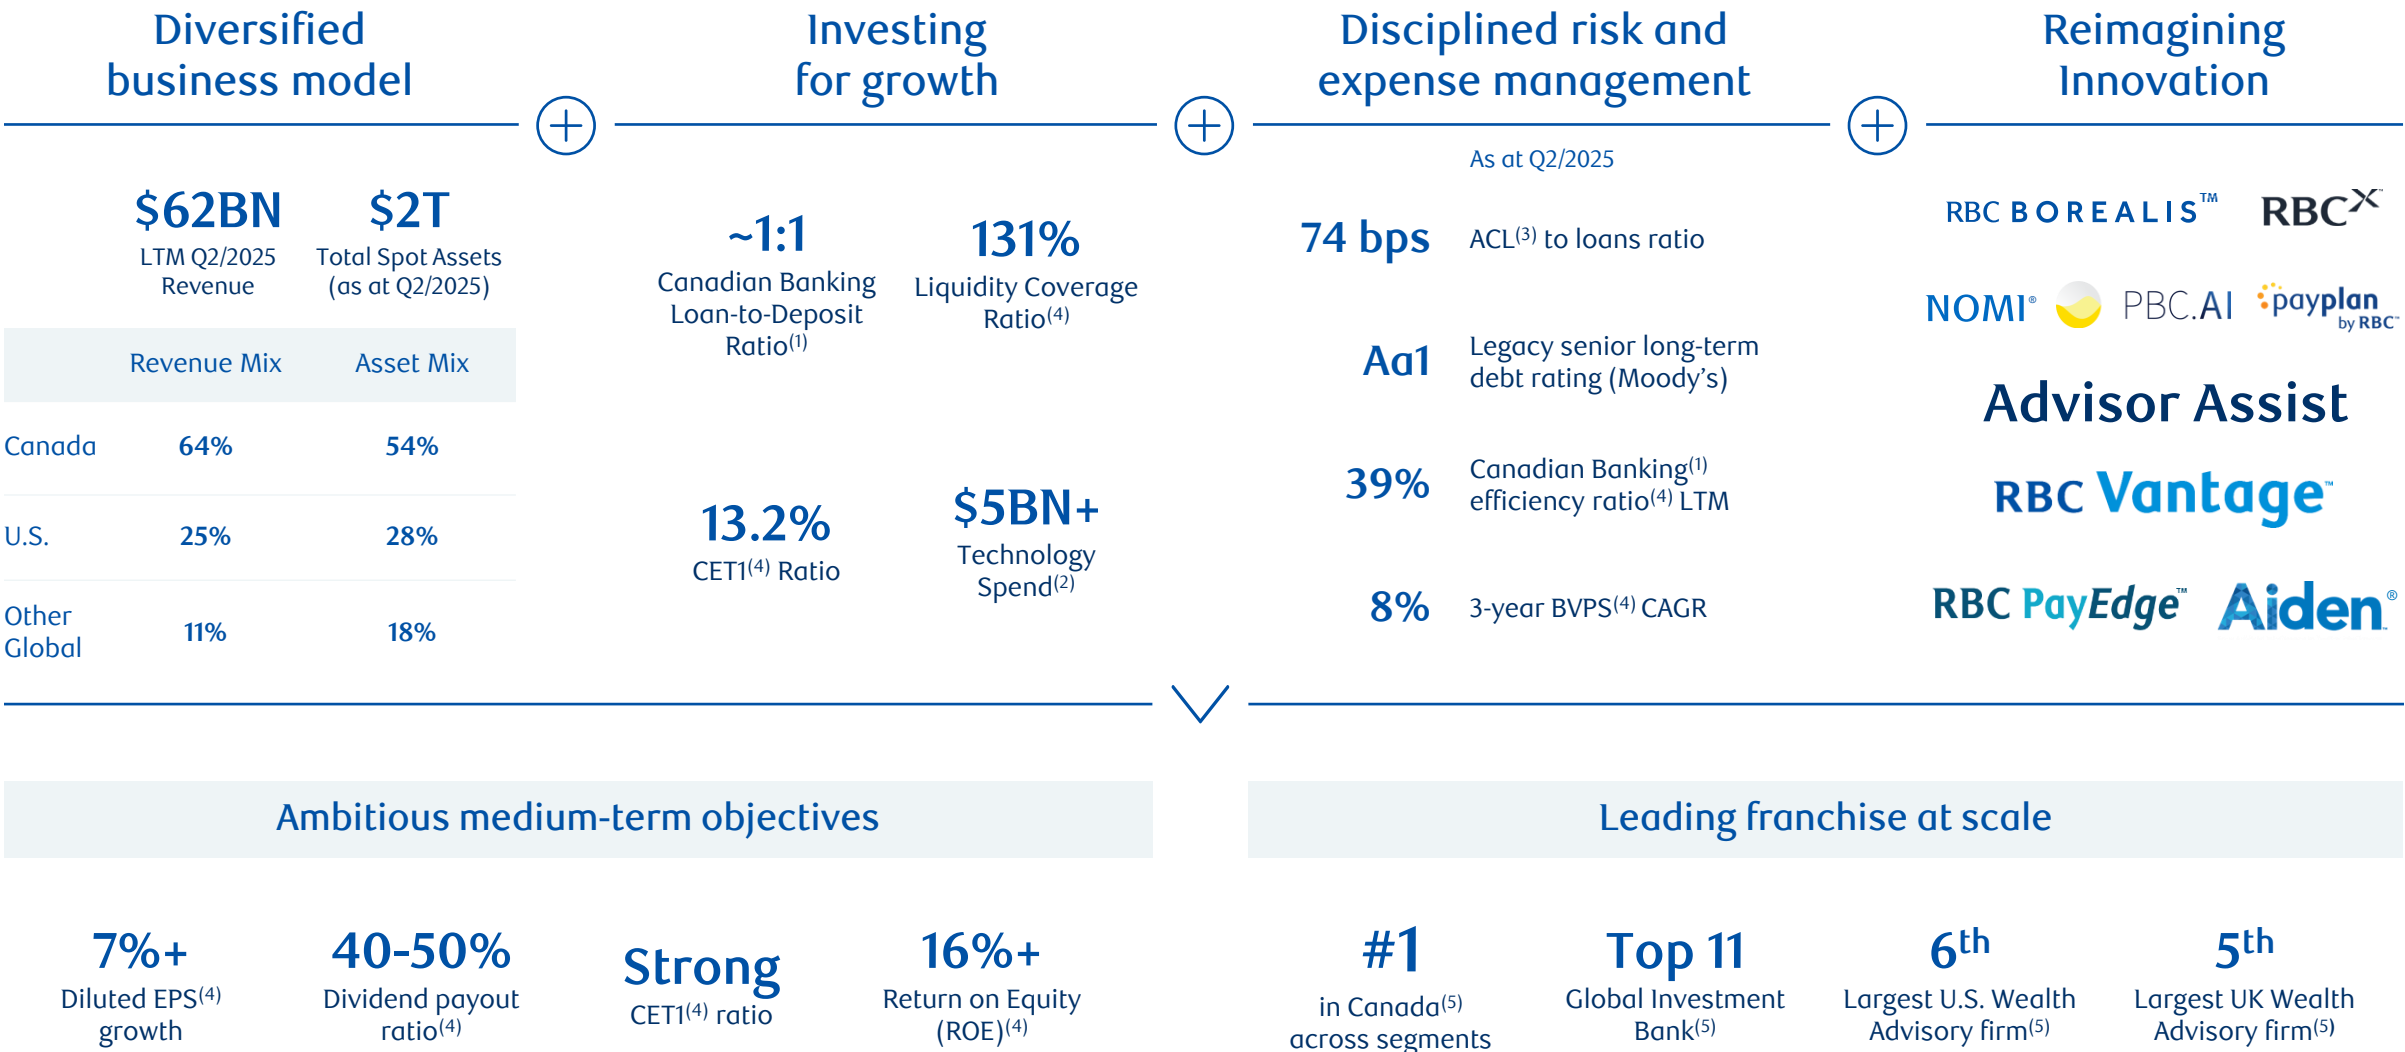 Diversified
business model
$62BN
LTM Q2/2025
Revenue
$2T
Total Spot Assets
(as at Q2/2025)
Revenue Mix Asset Mix
Canada 64% 54%
U.S. 25% 28%
Other
Global
11% 18%
Investing
for growth
~1:1
Canadian Banking
Loan-to-Deposit
Ratio(1)
131%
Liquidity Coverage
Ratio(4)
13.2%
CET1(4) Ratio
$5BN+
Technology
Spend(2)
Disciplined risk and
expense management
As at Q2/2025
74 bps ACL(3) to loans ratio
Aa1
Legacy senior long-term
debt rating (Moody's)
39%
Canadian Banking(1)
efficiency ratio(4) LTM
8% 3-year BVPS(4) CAGR
Reimagining
Innovation
RBC BOREALIS™ RBCX™
NOMI® PBC.AI payplan
by RBC™
Advisor Assist
RBC Vantage™
RBC PayEdge™ Aiden®
Ambitious medium-term objectives
7%+
Diluted EPS(4)
growth
40-50%
Dividend payout
ratio(4)
Strong
CET1(4) ratio
16%+
Return on Equity
(ROE)(4)
Leading franchise at scale
#1
in Canada(5)
across segments
Top 11
Global Investment
Bank(5)
6th
Largest U.S. Wealth
Advisory firm(5)
5th
Largest UK Wealth
Advisory firm(5)